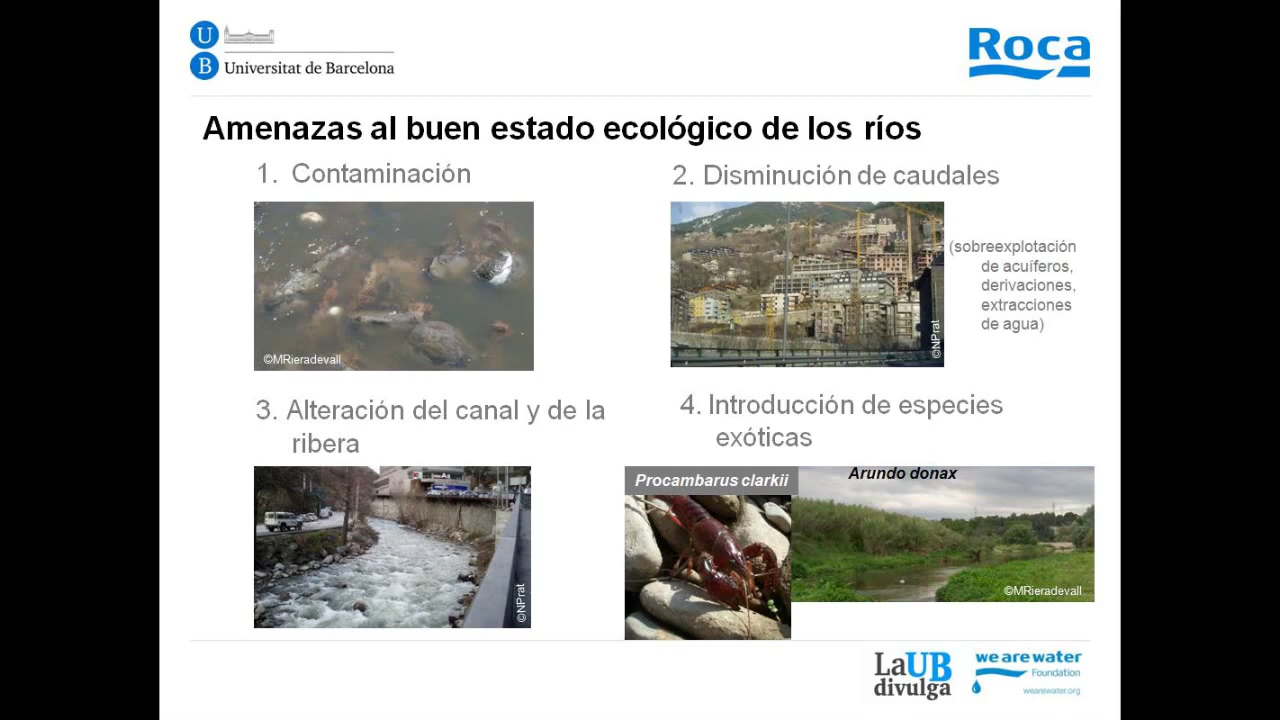 U
B
Universitat de Barcelona
Roca
Amenazas al buen estado ecológico de los ríos
1. Contaminación
©MRieradevall
2. Disminución de caudales
©NPrat
(sobreexplotación
de acuíferos,
derivaciones,
extracciones
de agua)
3. Alteración del canal y de la
ribera
©NPrat
4. Introducción de especies
exóticas
Procambarus clarkii
Arundo donax
©MRieradevall
LaUB
divulga
we are water
Foundation
wearewater.org